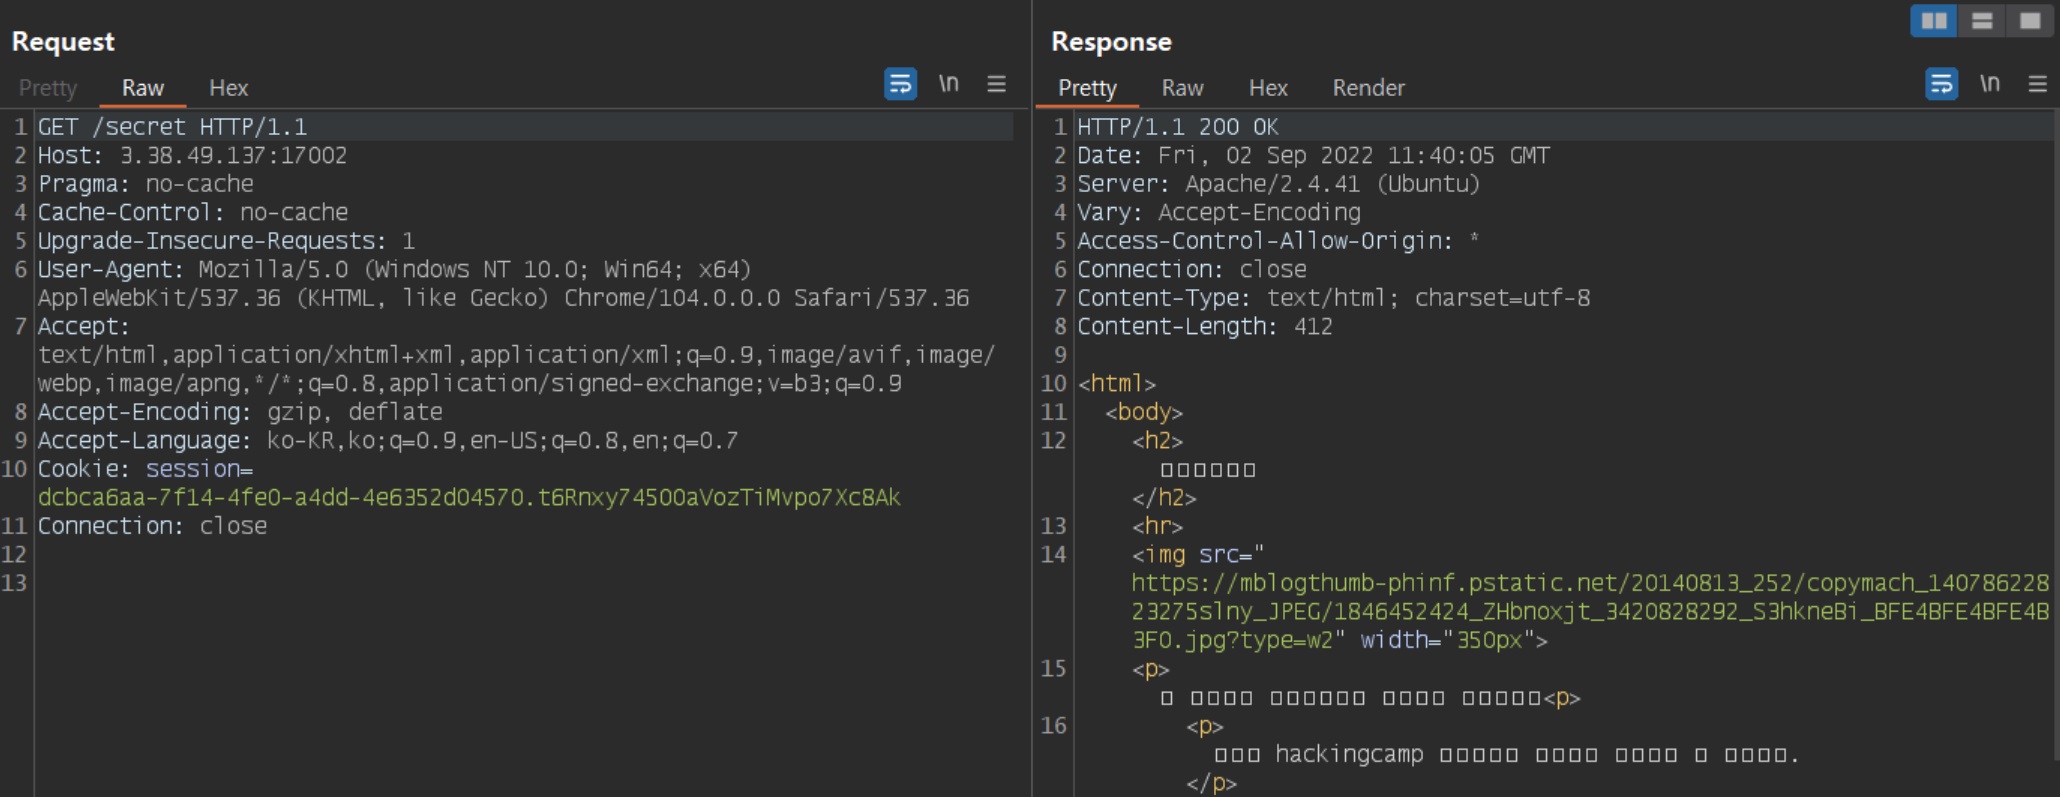 Request
Pretty Raw Hex
\n
1 GET /secret HTTP/1.1
2 Host: 3.38.49.137:17002
3 Pragma: no-cache
4 Cache-Control: no-cache
5 Upgrade-Insecure-Requests: 1
6 User-Agent: Mozilla/5.0 (Windows NT 10.0; Win64; x64)
AppleWebKit/537.36 (KHTML, like Gecko) Chrome/104.0.0.0 Safari/537.36
7 Accept:
text/html,application/xhtml+xml,application/xml;q=0.9,image/avif,image/
webp,image/apng,*/*;q=0.8,application/signed-exchange;v=b3;q=0.9
8 Accept-Encoding: gzip, deflate
9 Accept-Language: ko-KR,ko;q=0.9,en-US;q=0.8,en;q=0.7
10 Cookie: session=
dcbca6aa-7f14-4fe0-a4dd-4e6352d04570.t6Rnxy74500aVozTiMvpo7Xc8Ak
11 Connection: close
12
13
Response
Pretty Raw Hex Render
\n
1 HTTP/1.1 200 OK
2 Date: Fri, 02 Sep 2022 11:40:05 GMT
3 Server: Apache/2.4.41 (Ubuntu)
4 Vary: Accept-Encoding
5 Access-Control-Allow-Origin: *
6 Connection: close
7 Content-Type: text/html; charset=utf-8
8 Content-Length: 412
9
10 <html>
11 <body>
12 <h2>
□□□□□□
</h2>
13 <hr>
14 <img src="
https://mblogthumb-phinf.pstatic.net/20140813_252/copymach_140786228
23275slny_JPEG/1846452424_ZHbnoxjt_3420828292_S3hkneBi_BFE4BFE4BFE4B
3F0.jpg?type=w2" width="350px">
15 <p>
□ □□□□ □□□□□□ □□□□ □□□□□<p>
16 <p>
□□□ hackingcamp □□□□□ □□□□ □□□□ □ □□□□.
</p>